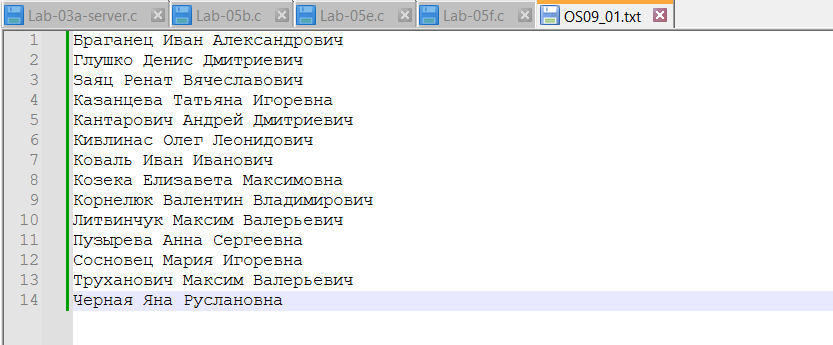 Lab-03a-server.c Lab-05b.c Lab-05e.c Lab-05f.c OS09_01.txt
1 Браганец Иван Александрович
2 Глушко Денис Дмитриевич
3 Заяц Ренат Вячеславович
4 Казанцева Татьяна Игоревна
5 Кантарович Андрей Дмитриевич
6 Кивлинас Олег Леонидович
7 Коваль Иван Иванович
8 Козека Елизавета Максимовна
9 Корнелюк Валентин Владимирович
10 Литвинчук Максим Валерьевич
11 Пузырева Анна Сергеевна
12 Сосновец Мария Игоревна
13 Труханович Максим Валерьевич
14 Черная Яна Руслановна